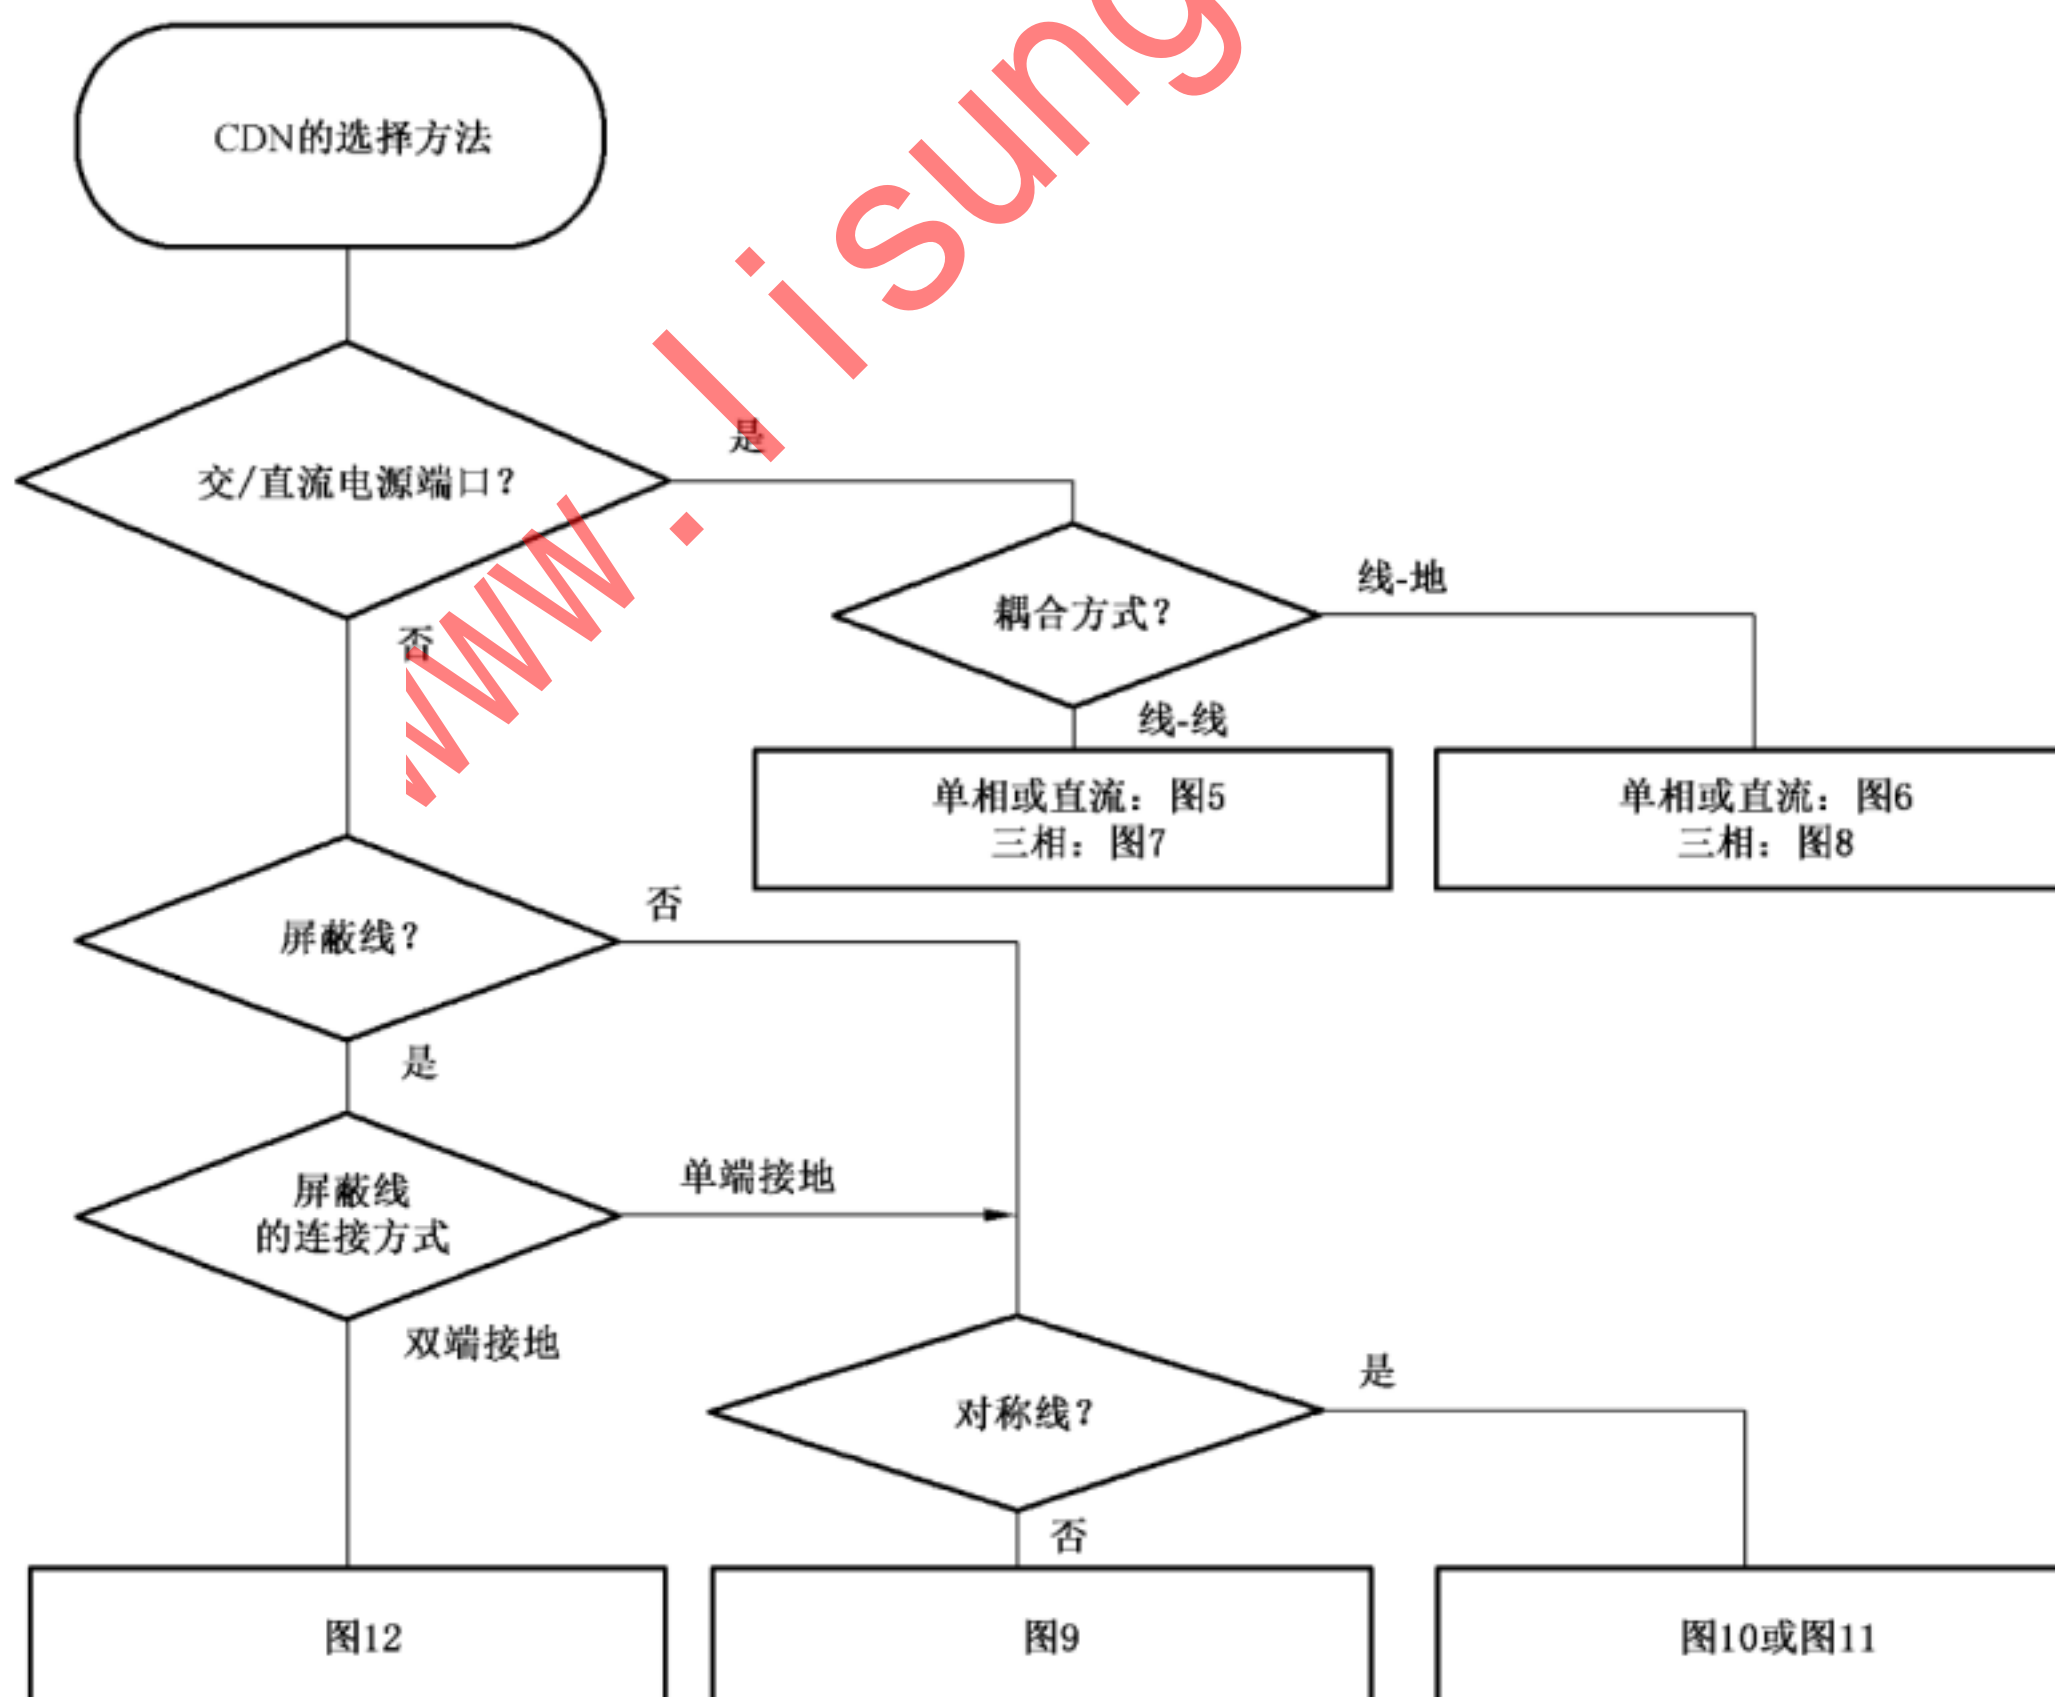 CDN的选择方法
交/直流电源端口?
是
否
耦合方式?
线-地
线-线
单相或直流：图5
三相：图7
单相或直流：图6
三相：图8
屏蔽线?
否
是
屏蔽线
的连接方式
单端接地
双端接地
对称线?
是
否
图12
图9
图10或图11
www.lisung